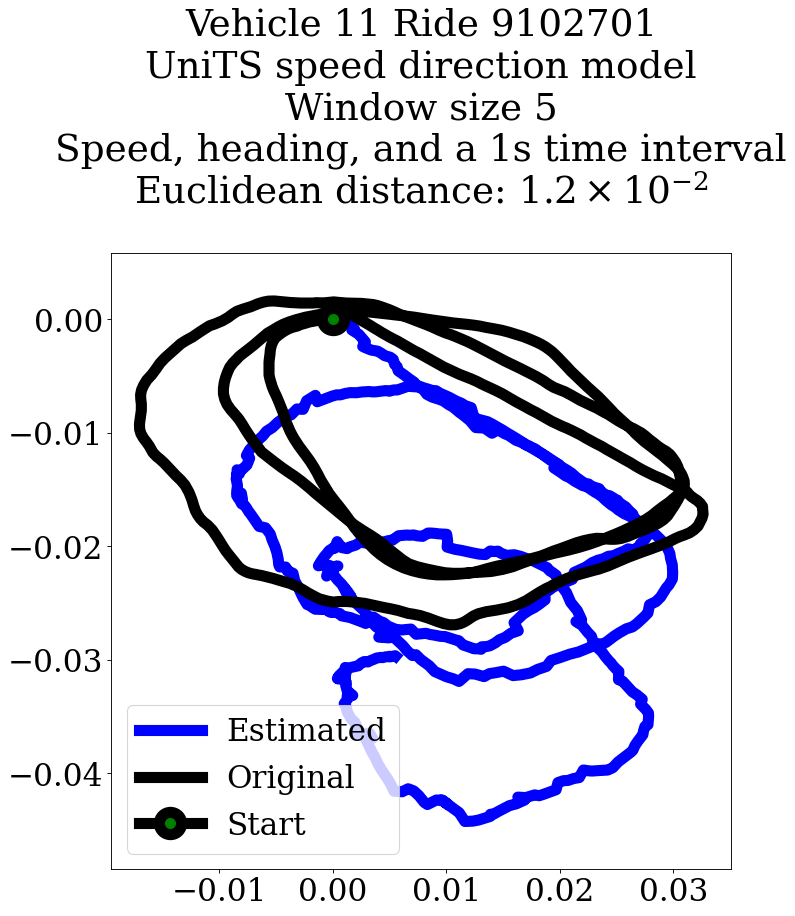 Vehicle 11 Ride 9102701
UniTS speed direction model
Window size 5
Speed, heading, and a 1s time interval
Euclidean distance: 1.2 × 10⁻²
0.00
−0.01
−0.02
−0.03
−0.04
Estimated
Original
Start
−0.01 0.00 0.01 0.02 0.03